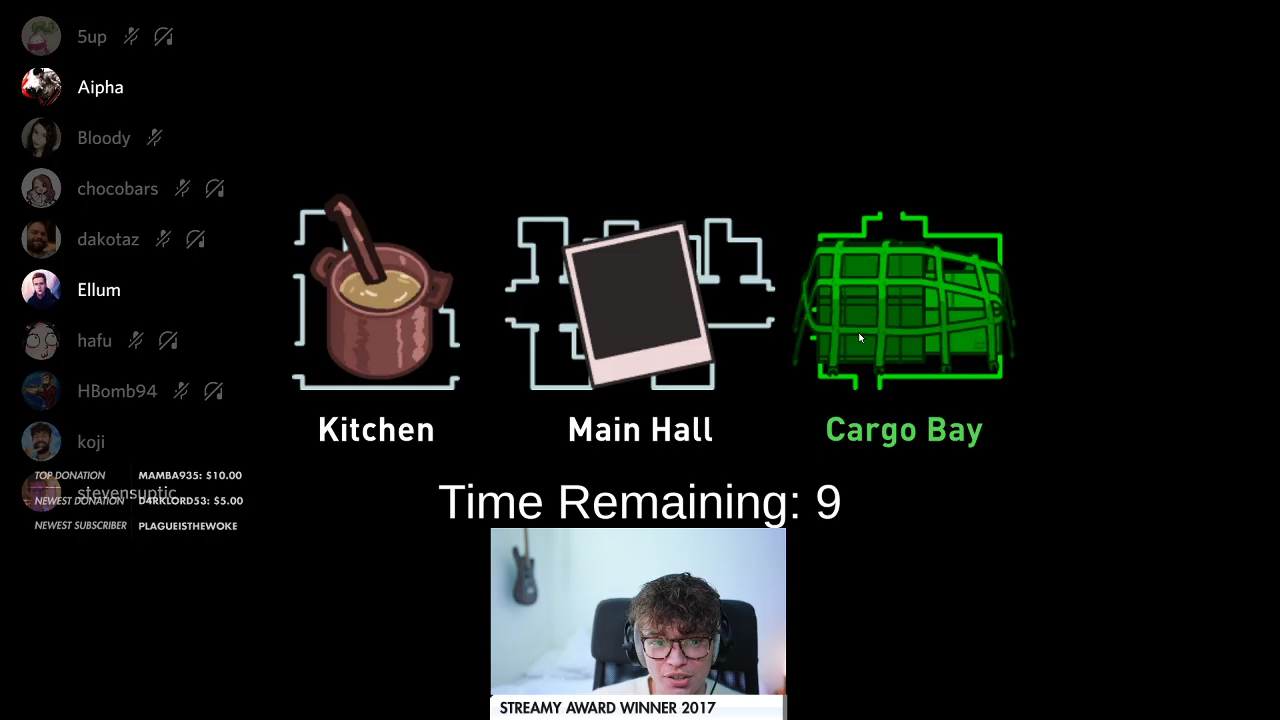 5up
Aipha
Bloody
chocobars
dakotaz
Ellum
hafu
HBomb94
koji
stevensuptic
TOP DONATION MAMBA935: $10.00
NEWEST DONATION D4RKLORD53: $5.00
NEWEST SUBSCRIBER PLAGUEISTHEWOKE
Kitchen
Main Hall
Cargo Bay
Time Remaining: 9
STREAMY AWARD WINNER 2017